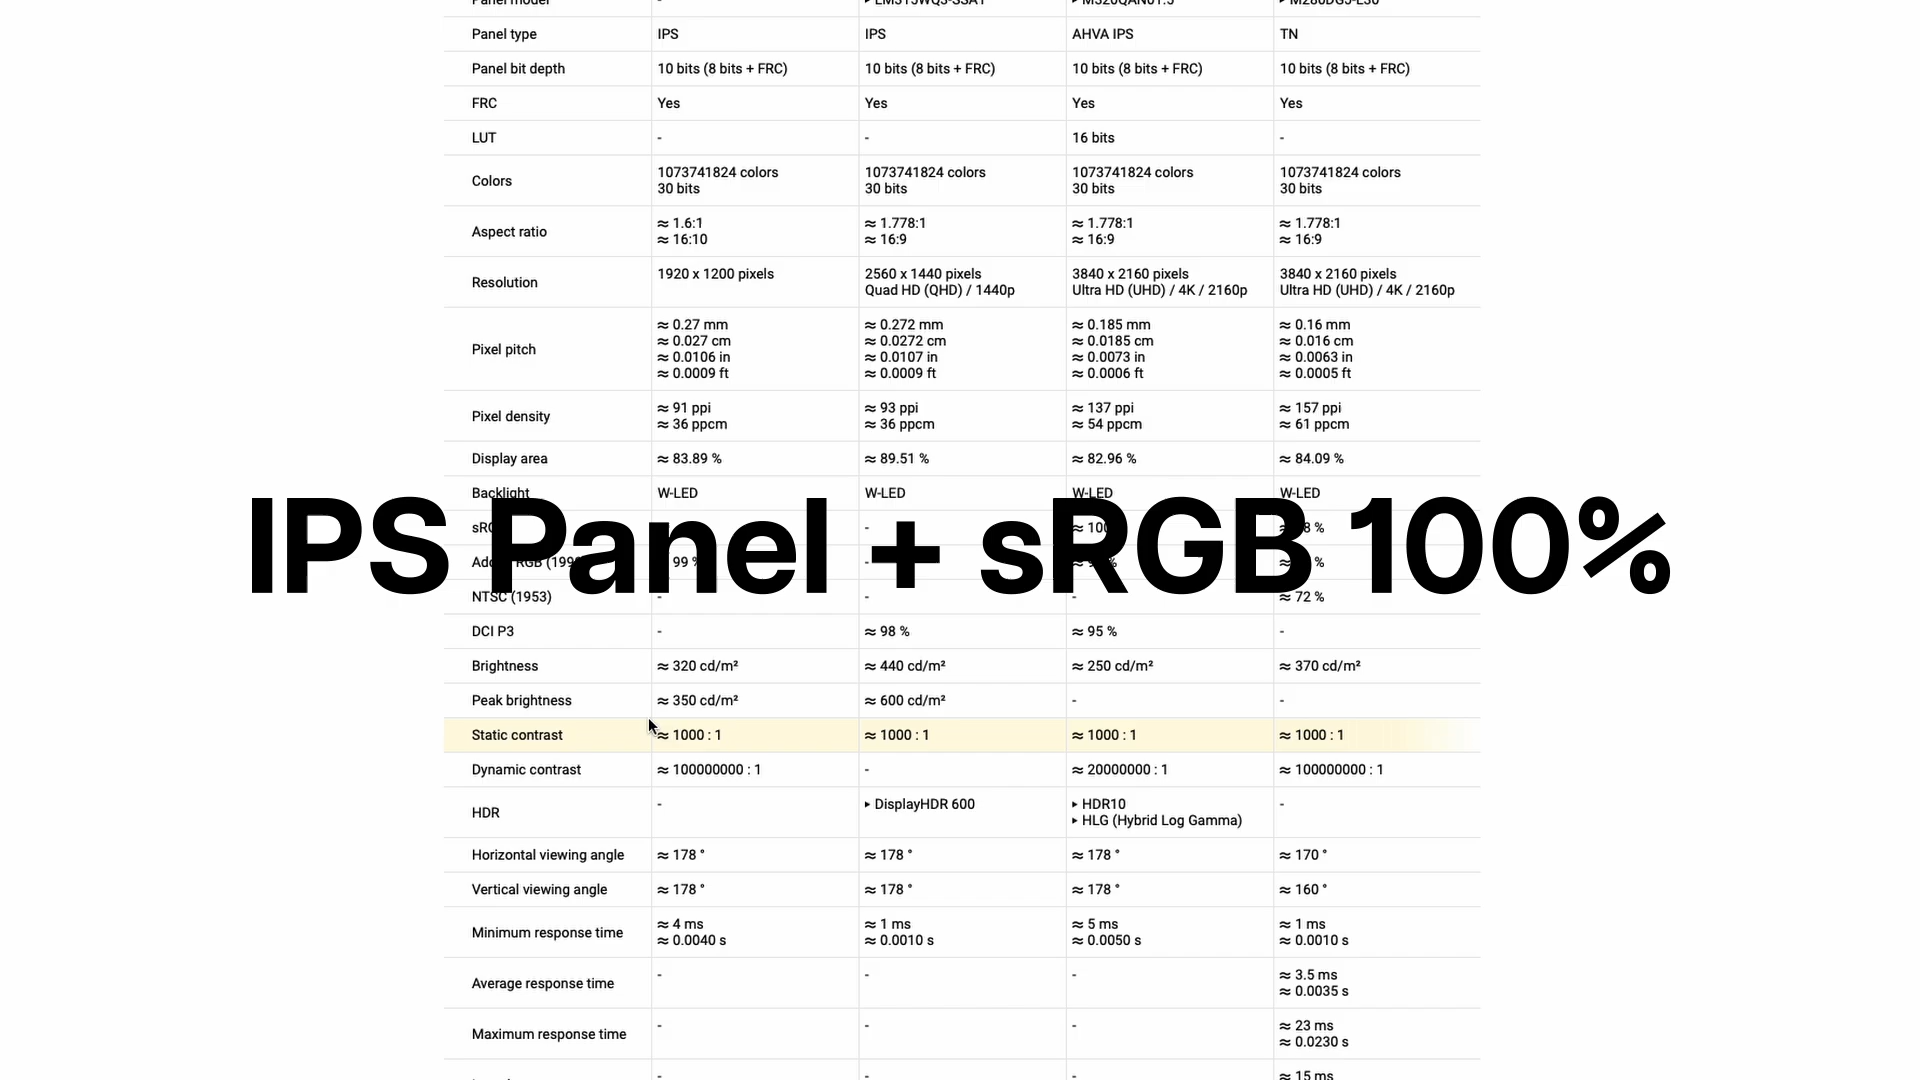 Panel type IPS IPS AHVA IPS TN
Panel bit depth 10 bits (8 bits + FRC) 10 bits (8 bits + FRC) 10 bits (8 bits + FRC) 10 bits (8 bits + FRC)
FRC Yes Yes Yes Yes
LUT - - 16 bits -
Colors 1073741824 colors 1073741824 colors 1073741824 colors 1073741824 colors
30 bits 30 bits 30 bits 30 bits
Aspect ratio ≈ 1.6:1 ≈ 1.778:1 ≈ 1.778:1 ≈ 1.778:1
≈ 16:10 ≈ 16:9 ≈ 16:9 ≈ 16:9
Resolution 1920 x 1200 pixels 2560 x 1440 pixels 3840 x 2160 pixels 3840 x 2160 pixels
Quad HD (QHD) / 1440p Ultra HD (UHD) / 4K / 2160p Ultra HD (UHD) / 4K / 2160p
Pixel pitch ≈ 0.27 mm ≈ 0.272 mm ≈ 0.185 mm ≈ 0.16 mm
≈ 0.027 cm ≈ 0.0272 cm ≈ 0.0185 cm ≈ 0.016 cm
≈ 0.0106 in ≈ 0.0107 in ≈ 0.0073 in ≈ 0.0063 in
≈ 0.0009 ft ≈ 0.0009 ft ≈ 0.0006 ft ≈ 0.0005 ft
Pixel density ≈ 91 ppi ≈ 93 ppi ≈ 137 ppi ≈ 157 ppi
≈ 36 ppcm ≈ 36 ppcm ≈ 54 ppcm ≈ 61 ppcm
Display area ≈ 83.89 % ≈ 89.51 % ≈ 82.96 % ≈ 84.09 %
Backlight W-LED W-LED W-LED W-LED
IPS Panel + sRGB 100%
NTSC (1953) - - - ≈ 72 %
DCI P3 - ≈ 98 % ≈ 95 % -
Brightness ≈ 320 cd/m² ≈ 440 cd/m² ≈ 250 cd/m² ≈ 370 cd/m²
Peak brightness ≈ 350 cd/m² ≈ 600 cd/m² - -
Static contrast ≈ 1000 : 1 ≈ 1000 : 1 ≈ 1000 : 1 ≈ 1000 : 1
Dynamic contrast ≈ 100000000 : 1 - ≈ 20000000 : 1 ≈ 100000000 : 1
HDR - ▸ DisplayHDR 600 ▸ HDR10 -
▸ HLG (Hybrid Log Gamma)
Horizontal viewing angle ≈ 178 ° ≈ 178 ° ≈ 178 ° ≈ 170 °
Vertical viewing angle ≈ 178 ° ≈ 178 ° ≈ 178 ° ≈ 160 °
Minimum response time ≈ 4 ms ≈ 1 ms ≈ 5 ms ≈ 1 ms
≈ 0.0040 s ≈ 0.0010 s ≈ 0.0050 s ≈ 0.0010 s
Average response time - - - ≈ 3.5 ms
≈ 0.0035 s
Maximum response time - - - ≈ 23 ms
≈ 0.0230 s
- - - ≈ 15 ms